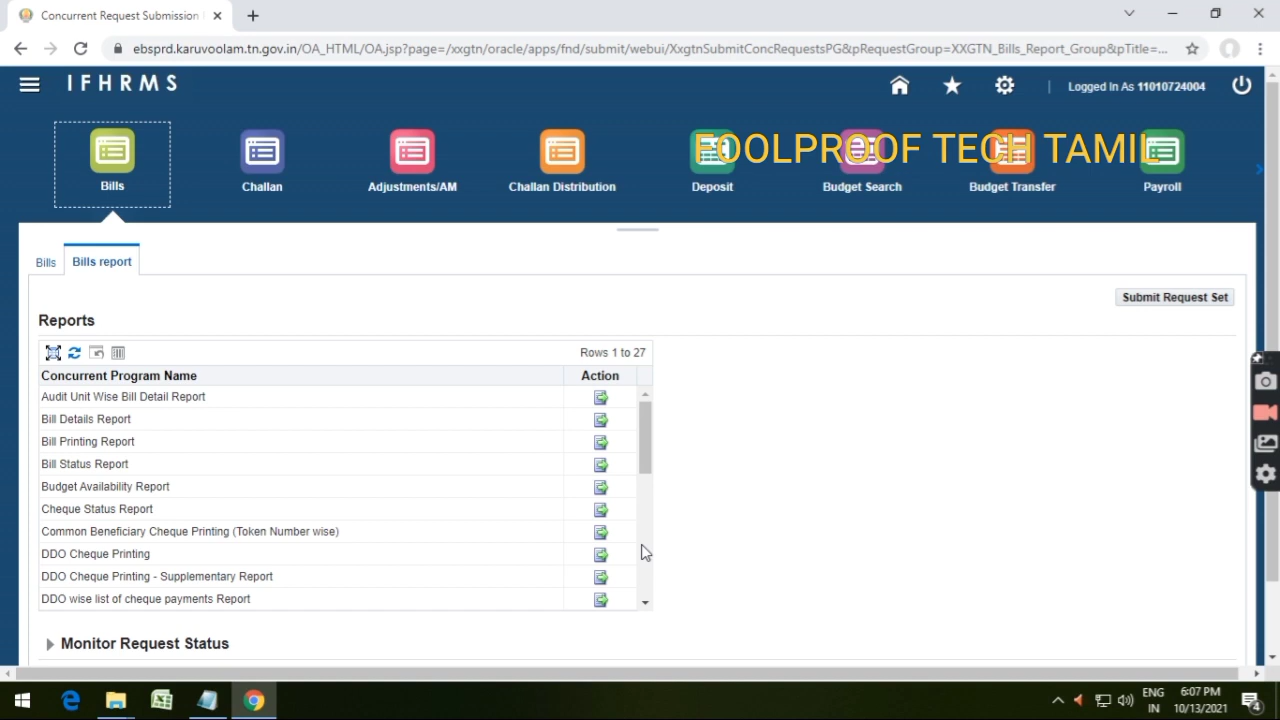 Concurrent Request Submission
ebsprd.karuvoolam.tn.gov.in/OA_HTML/OA.jsp?page=/xxgtn/oracle/apps/fnd/submit/webui/XxgtnSubmitConcRequestsPG&pRequestGroup=XXGTN_Bills_Report_Group&pTitle=...
IFHRMS
Logged In As 11010724004
FOOLPROOF TECH TAMIL
Bills
Challan
Adjustments/AM
Challan Distribution
Deposit
Budget Search
Budget Transfer
Payroll
Bills
Bills report
Submit Request Set
Reports
Rows 1 to 27
Concurrent Program Name Action
Audit Unit Wise Bill Detail Report
Bill Details Report
Bill Printing Report
Bill Status Report
Budget Availability Report
Cheque Status Report
Common Beneficiary Cheque Printing (Token Number wise)
DDO Cheque Printing
DDO Cheque Printing - Supplementary Report
DDO wise list of cheque payments Report
Monitor Request Status
ENG 6:07 PM
IN 10/13/2021
4